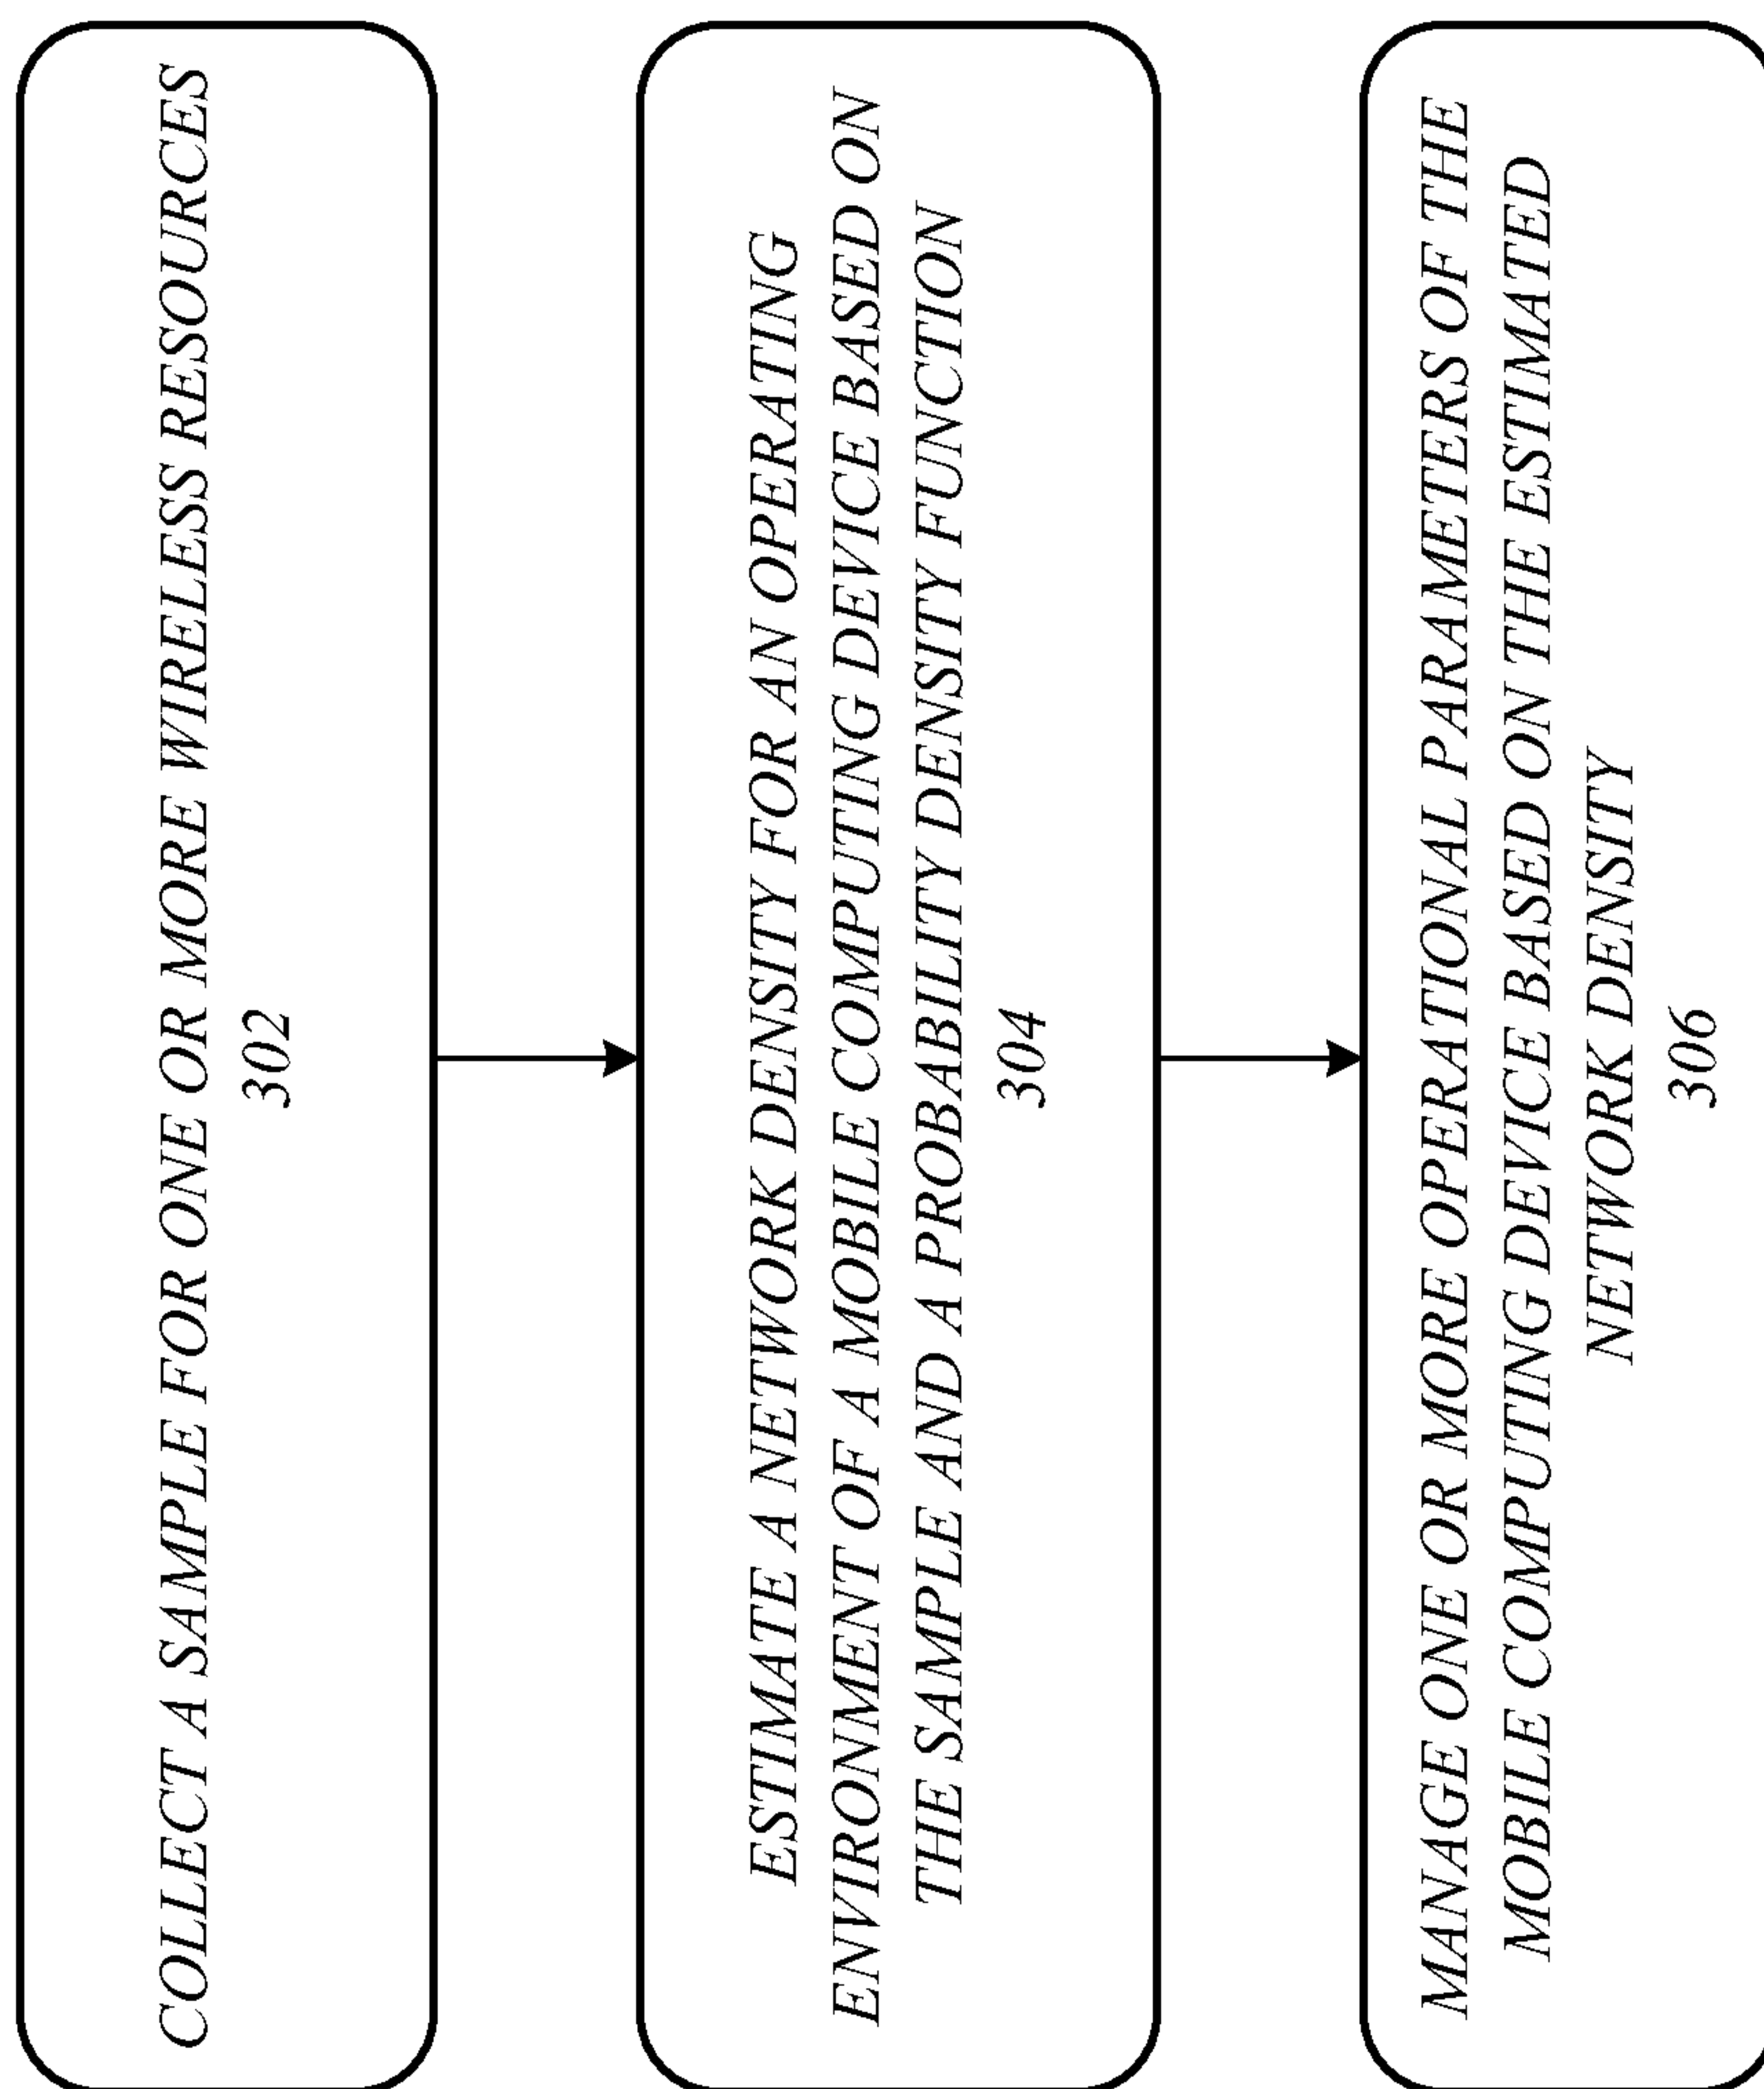 COLLECT A SAMPLE FOR ONE OR MORE WIRELESS RESOURCES
302
ESTIMATE A NETWORK DENSITY FOR AN OPERATING
ENVIRONMENT OF A MOBILE COMPUTING DEVICE BASED ON
THE SAMPLE AND A PROBABILITY DENSITY FUNCTION
304
MANAGE ONE OR MORE OPERATIONAL PARAMETERS OF THE
MOBILE COMPUTING DEVICE BASED ON THE ESTIMATED
NETWORK DENSITY
306